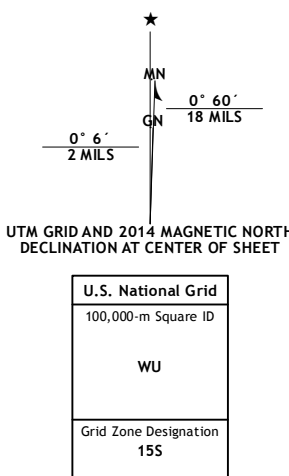 ★
MN
0° 60´
18 MILS
GN
0° 6´
2 MILS
UTM GRID AND 2014 MAGNETIC NORTH
DECLINATION AT CENTER OF SHEET
U.S. National Grid
100,000-m Square ID
WU
Grid Zone Designation
15S